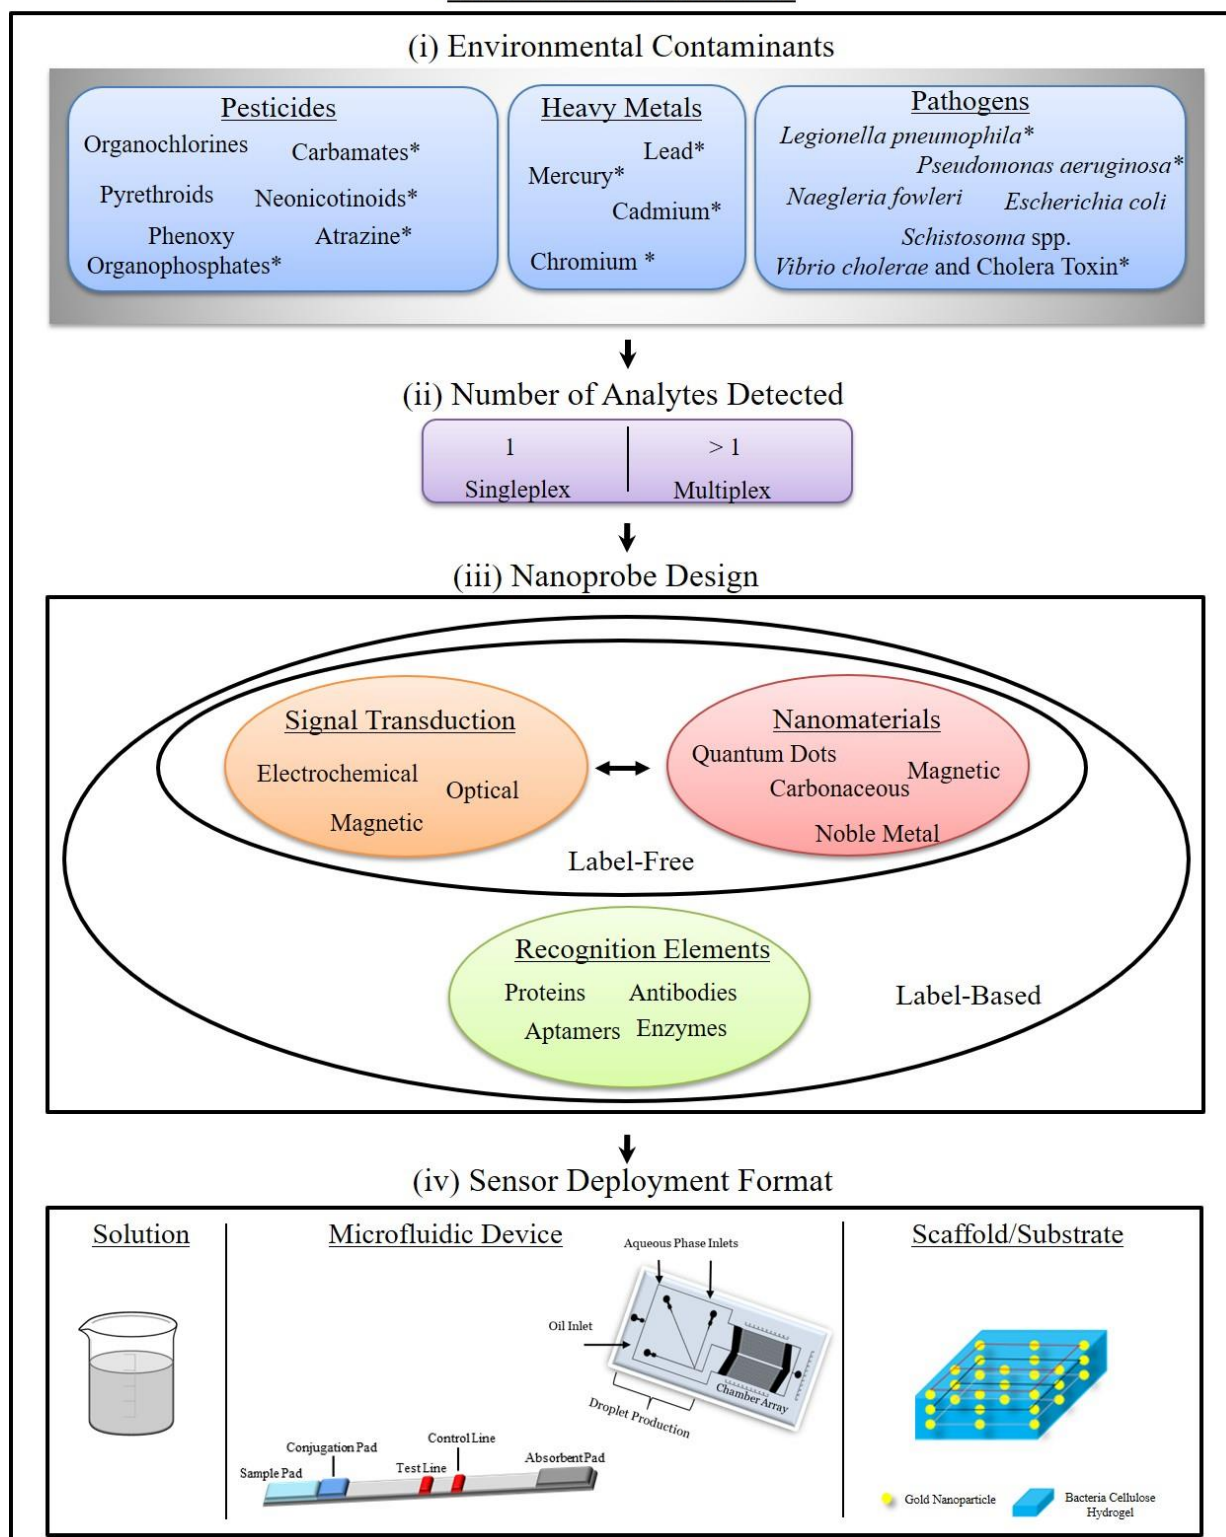 (i) Environmental Contaminants
Pesticides
Organochlorines
Carbamates*
Pyrethroids
Neonicotinoids*
Phenoxy
Atrazine*
Organophosphates*
Heavy Metals
Lead*
Mercury*
Cadmium*
Chromium *
Pathogens
Legionella pneumophila*
Pseudomonas aeruginosa*
Naegleria fowleri
Escherichia coli
Schistosoma spp.
Vibrio cholerae and Cholera Toxin*
(ii) Number of Analytes Detected
1
> 1
Singleplex
Multiplex
(iii) Nanoprobe Design
Signal Transduction
Electrochemical
Optical
Magnetic
Nanomaterials
Quantum Dots
Magnetic
Carbonaceous
Noble Metal
Label-Free
Recognition Elements
Proteins
Antibodies
Aptamers
Enzymes
Label-Based
(iv) Sensor Deployment Format
Solution
Microfluidic Device
Aqueous Phase Inlets
Oil Inlet
Chamber Array
Droplet Production
Control Line
Conjugation Pad
Test Line
Absorbent Pad
Sample Pad
Scaffold/Substrate
Gold Nanoparticle
Bacteria Cellulose
Hydrogel